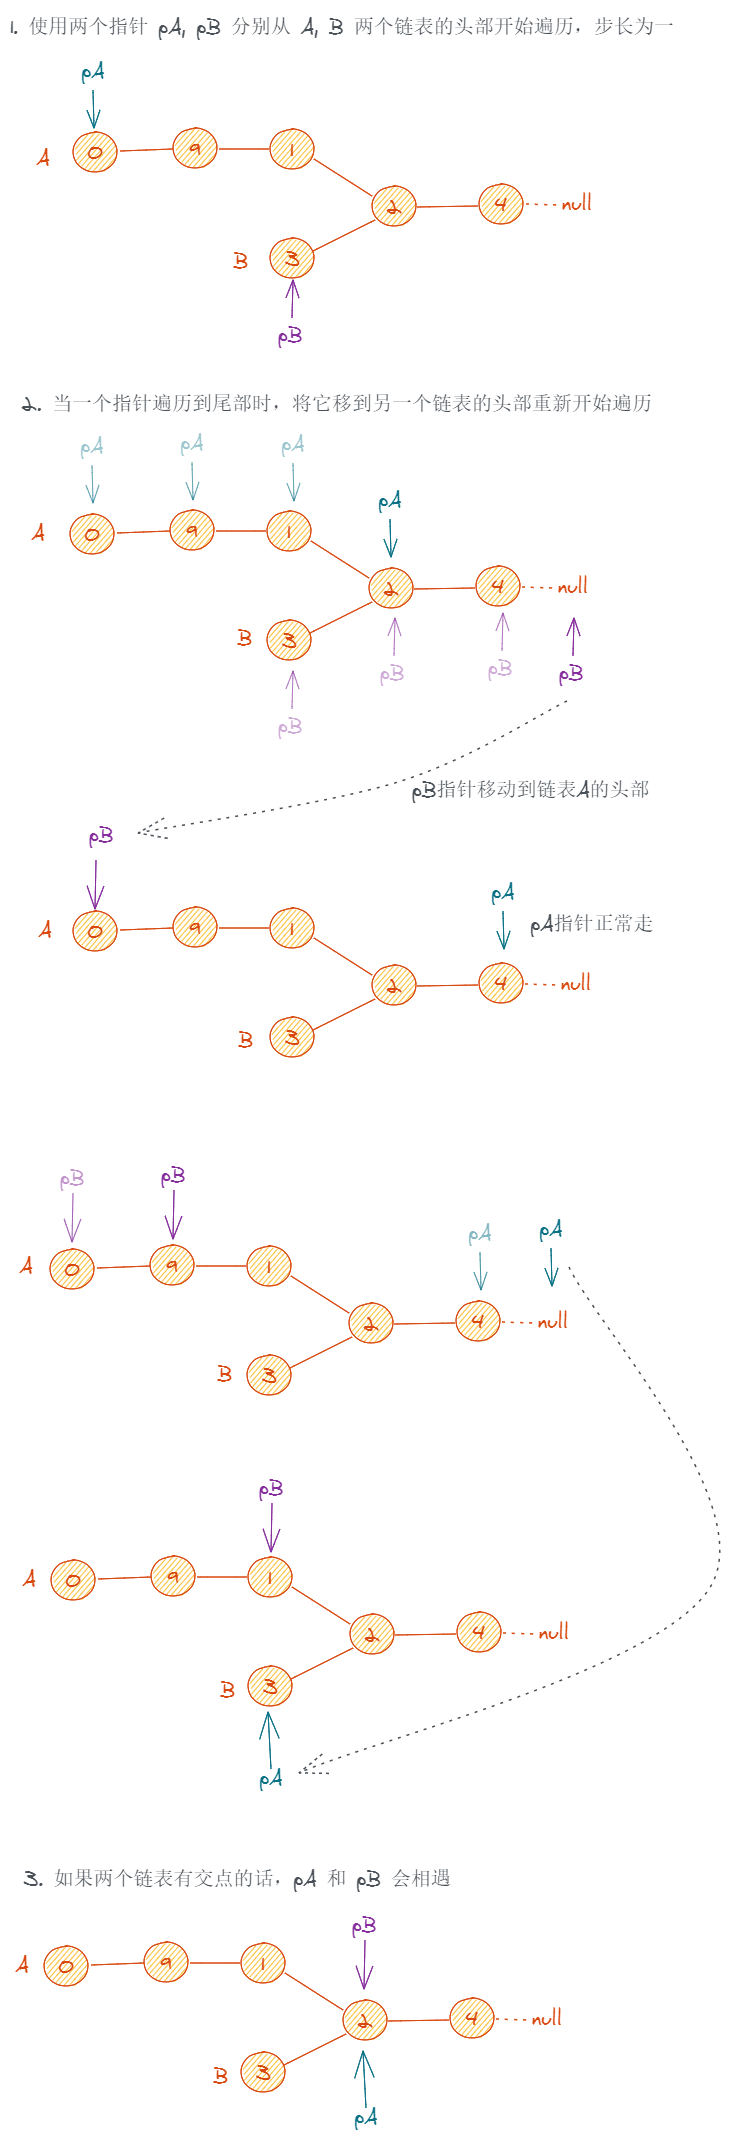 1. 使用两个指针 pA, pB 分别从 A, B 两个链表的头部开始遍历，步长为一
pA
A 0 9 1
2 4 null
B 3
pB
2. 当一个指针遍历到尾部时，将它移到另一个链表的头部重新开始遍历
pA pA pA
pA
A 0 9 1
2 4 null
B 3
pB pB pB
pB
pB指针移动到链表A的头部
pB
pA
pA指针正常走
A 0 9 1
2 4 null
B 3
pB pB
pA pA
A 0 9 1
2 4 null
B 3
pB
A 0 9 1
2 4 null
B 3
pA
3. 如果两个链表有交点的话，pA 和 pB 会相遇
pB
A 0 9 1
2 4 null
B 3
pA